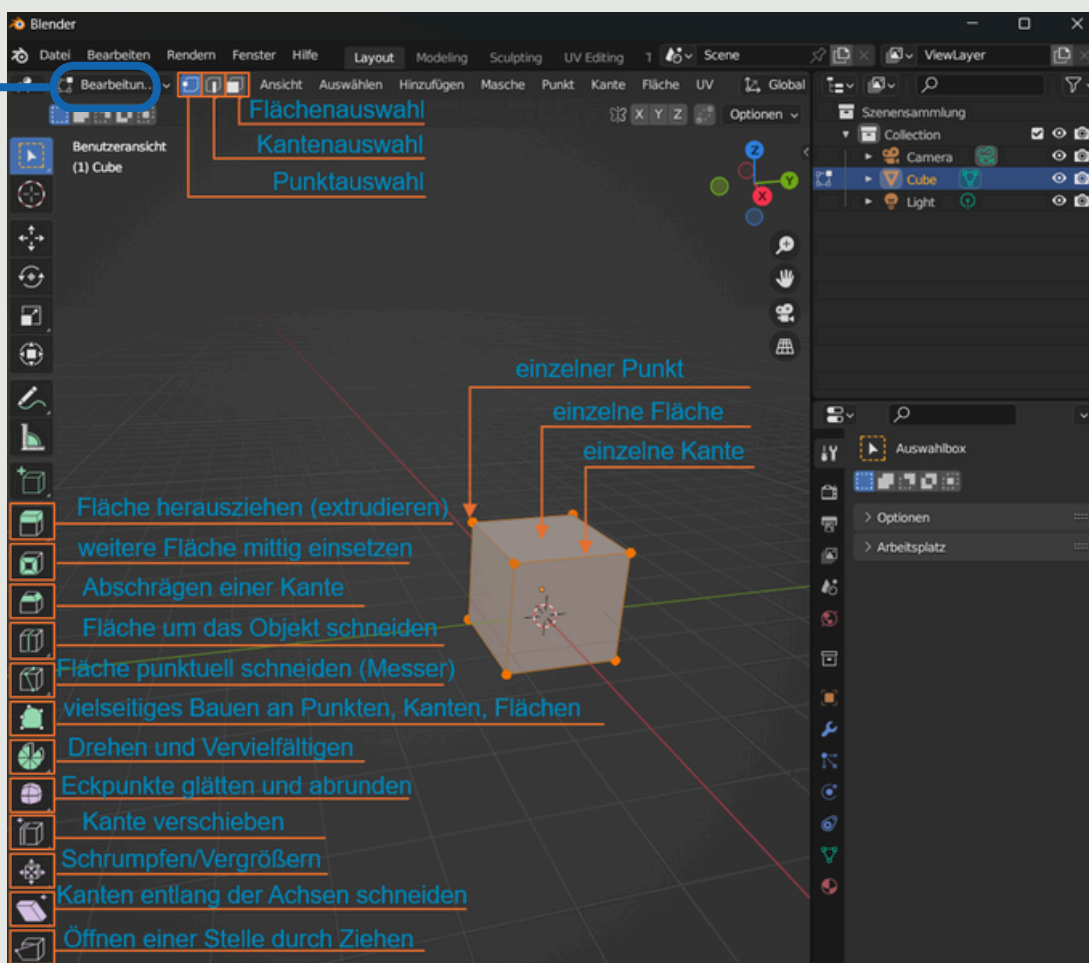 Blender
Datei Bearbeiten Rendern Fenster Hilfe Layout Modeling Sculpting UV Editing Scene ViewLayer
Bearbeitun... Ansicht Auswählen Hinzufügen Masche Punkt Kante Fläche UV Global
Flächenauswahl
X Y Z Optionen
Kantenauswahl
Punktauswahl
Benutzeransicht
(1) Cube
Z
Y
X
Szenensammlung
Collection
Camera
Cube
Light
einzelner Punkt
einzelne Fläche
einzelne Kante
Auswahlbox
Optionen
Arbeitsplatz
Fläche herausziehen (extrudieren)
weitere Fläche mittig einsetzen
Abschrägen einer Kante
Fläche um das Objekt schneiden
Fläche punktuell schneiden (Messer)
vielseitiges Bauen an Punkten, Kanten, Flächen
Drehen und Vervielfältigen
Eckpunkte glätten und abrunden
Kante verschieben
Schrumpfen/Vergrößern
Kanten entlang der Achsen schneiden
Öffnen einer Stelle durch Ziehen